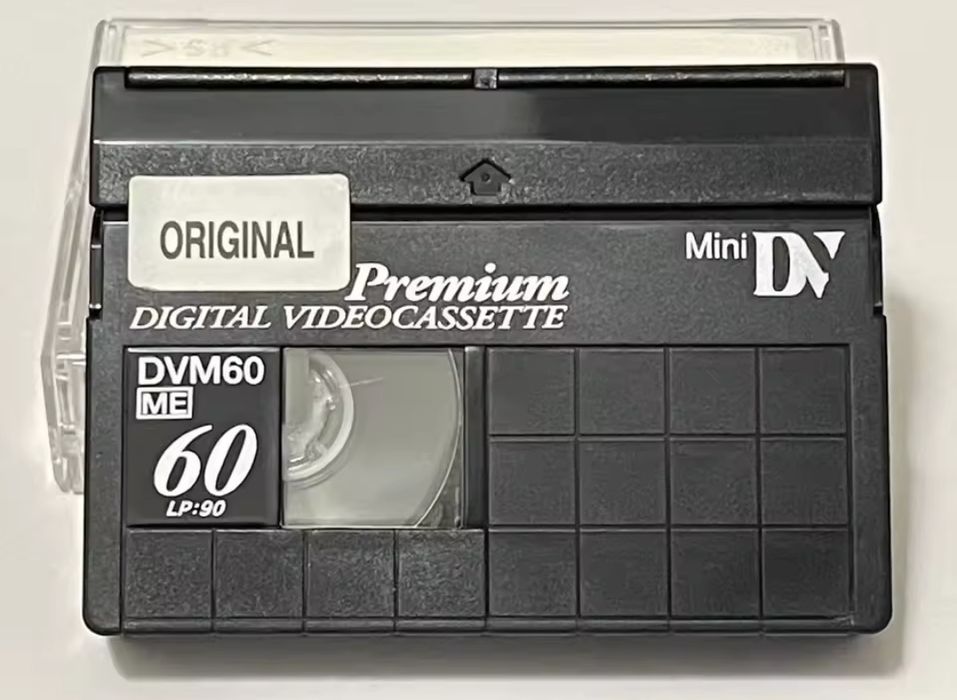 ORIGINAL
Mini DV
Premium
DIGITAL VIDEOCASSETTE
DVM60
ME
60
LP:90